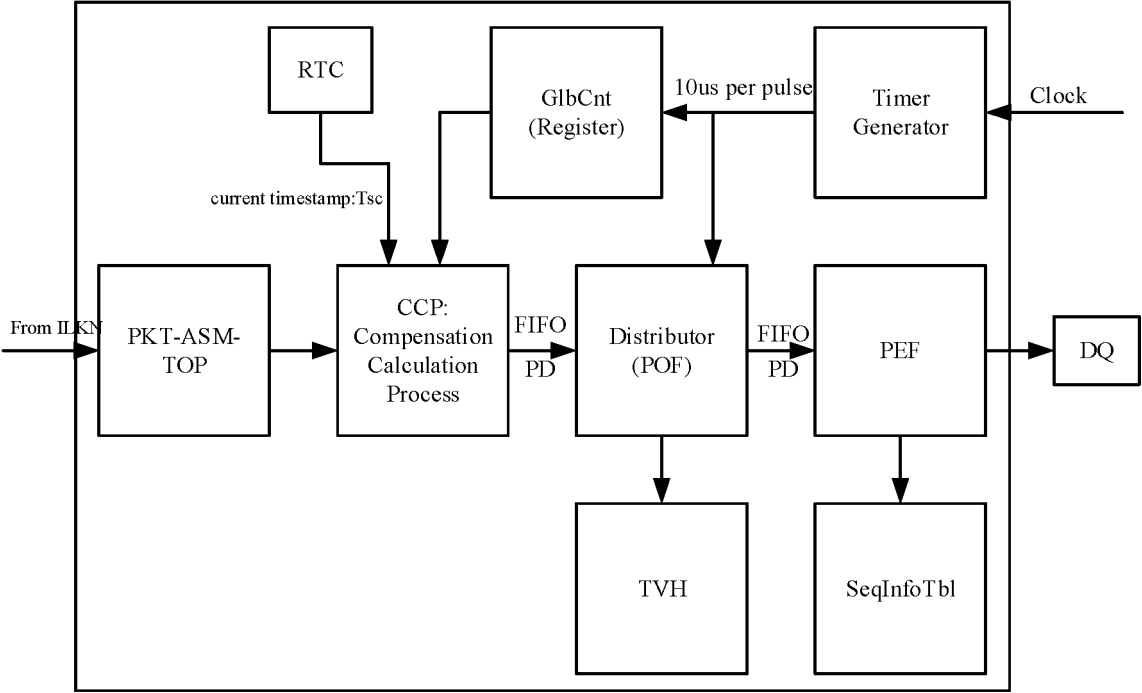 RTC
GlbCnt
(Register)
10us per pulse
Timer
Generator
Clock
current timestamp:Tsc
From ILKN
PKT-ASM-
TOP
CCP:
Compensation
Calculation
Process
FIFO
PD
Distributor
(POF)
FIFO
PD
PEF
DQ
TVH
SeqInfoTbl